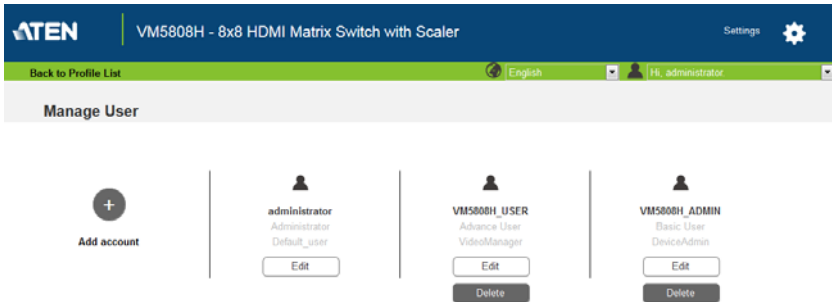 ATEN
VM5808H - 8x8 HDMI Matrix Switch with Scaler
Settings
Back to Profile List
English
Hi, administrator
Manage User
+
Add account
administrator
Administrator
Default_user
Edit
VM5808H_USER
Advance User
VideoManager
Edit
Delete
VM5808H_ADMIN
Basic User
DeviceAdmin
Edit
Delete